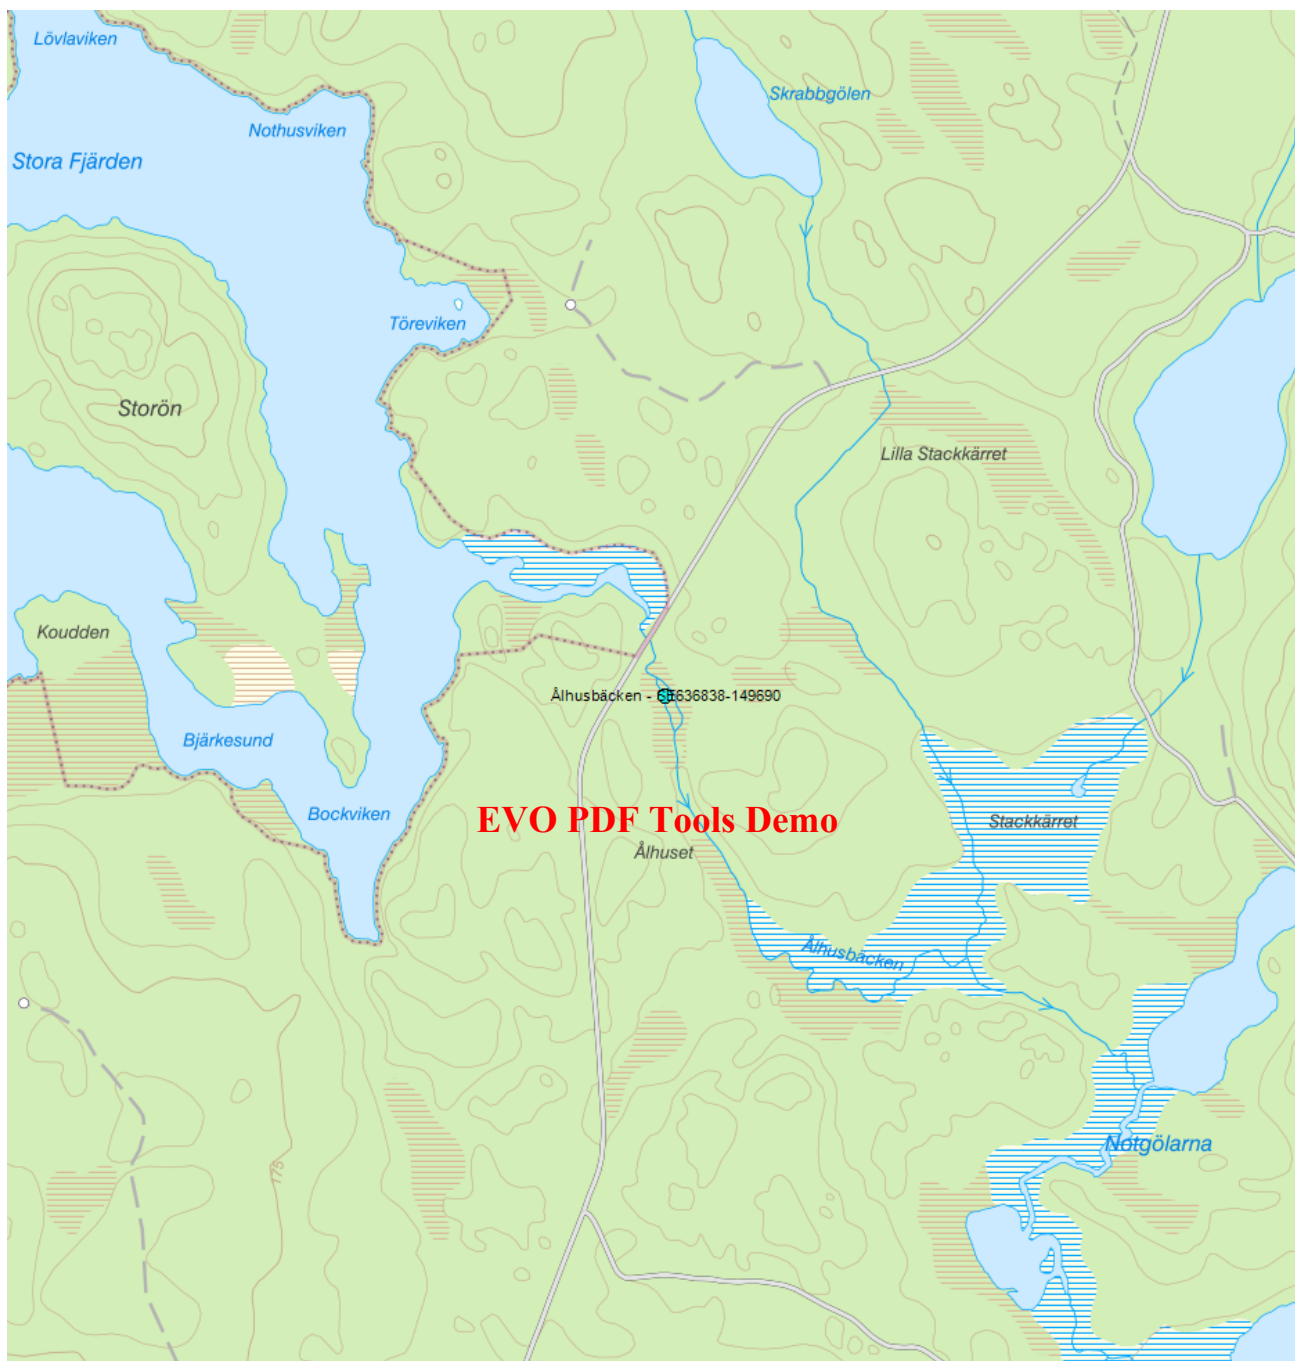 Lövlaviken
Skrabbgölen
Nothusviken
Stora Fjärden
Töreviken
Storön
Lilla Stackkärret
Koudden
Ålhusbäcken - SE636838-149690
Bjärkesund
Bockviken
EVO PDF Tools Demo
Stackkärret
Ålhuset
Ålhusbäcken
Notgölarna
175